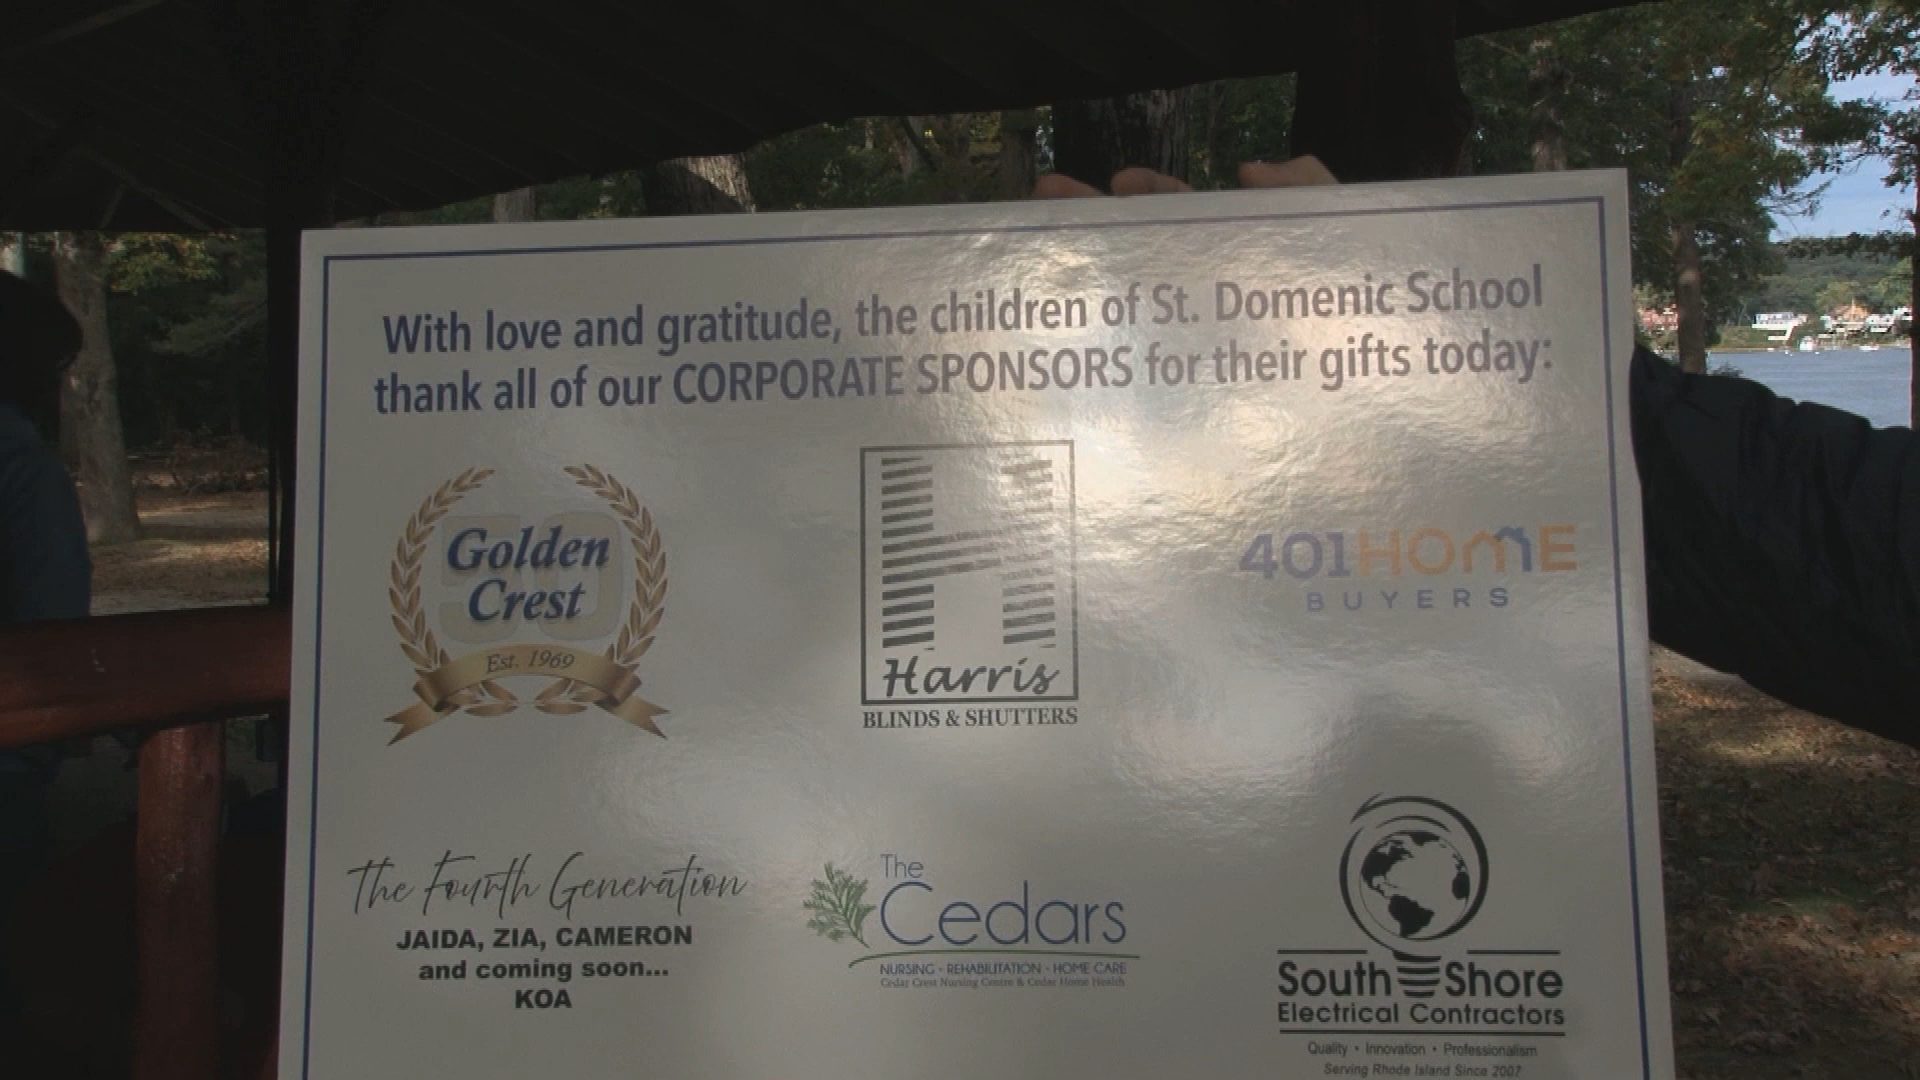 With love and gratitude, the children of St. Domenic School
thank all of our CORPORATE SPONSORS for their gifts today:
50
Golden
Crest
Est. 1969
H
Harris
BLINDS & SHUTTERS
401HOME
BUYERS
The Fourth Generation
JAIDA, ZIA, CAMERON
and coming soon...
KOA
The
Cedars
NURSING · REHABILITATION · HOME CARE
Cedar Crest Nursing Centre & Cedar Home Health
South Shore
Electrical Contractors
Quality · Innovation · Professionalism
Serving Rhode Island Since 2007